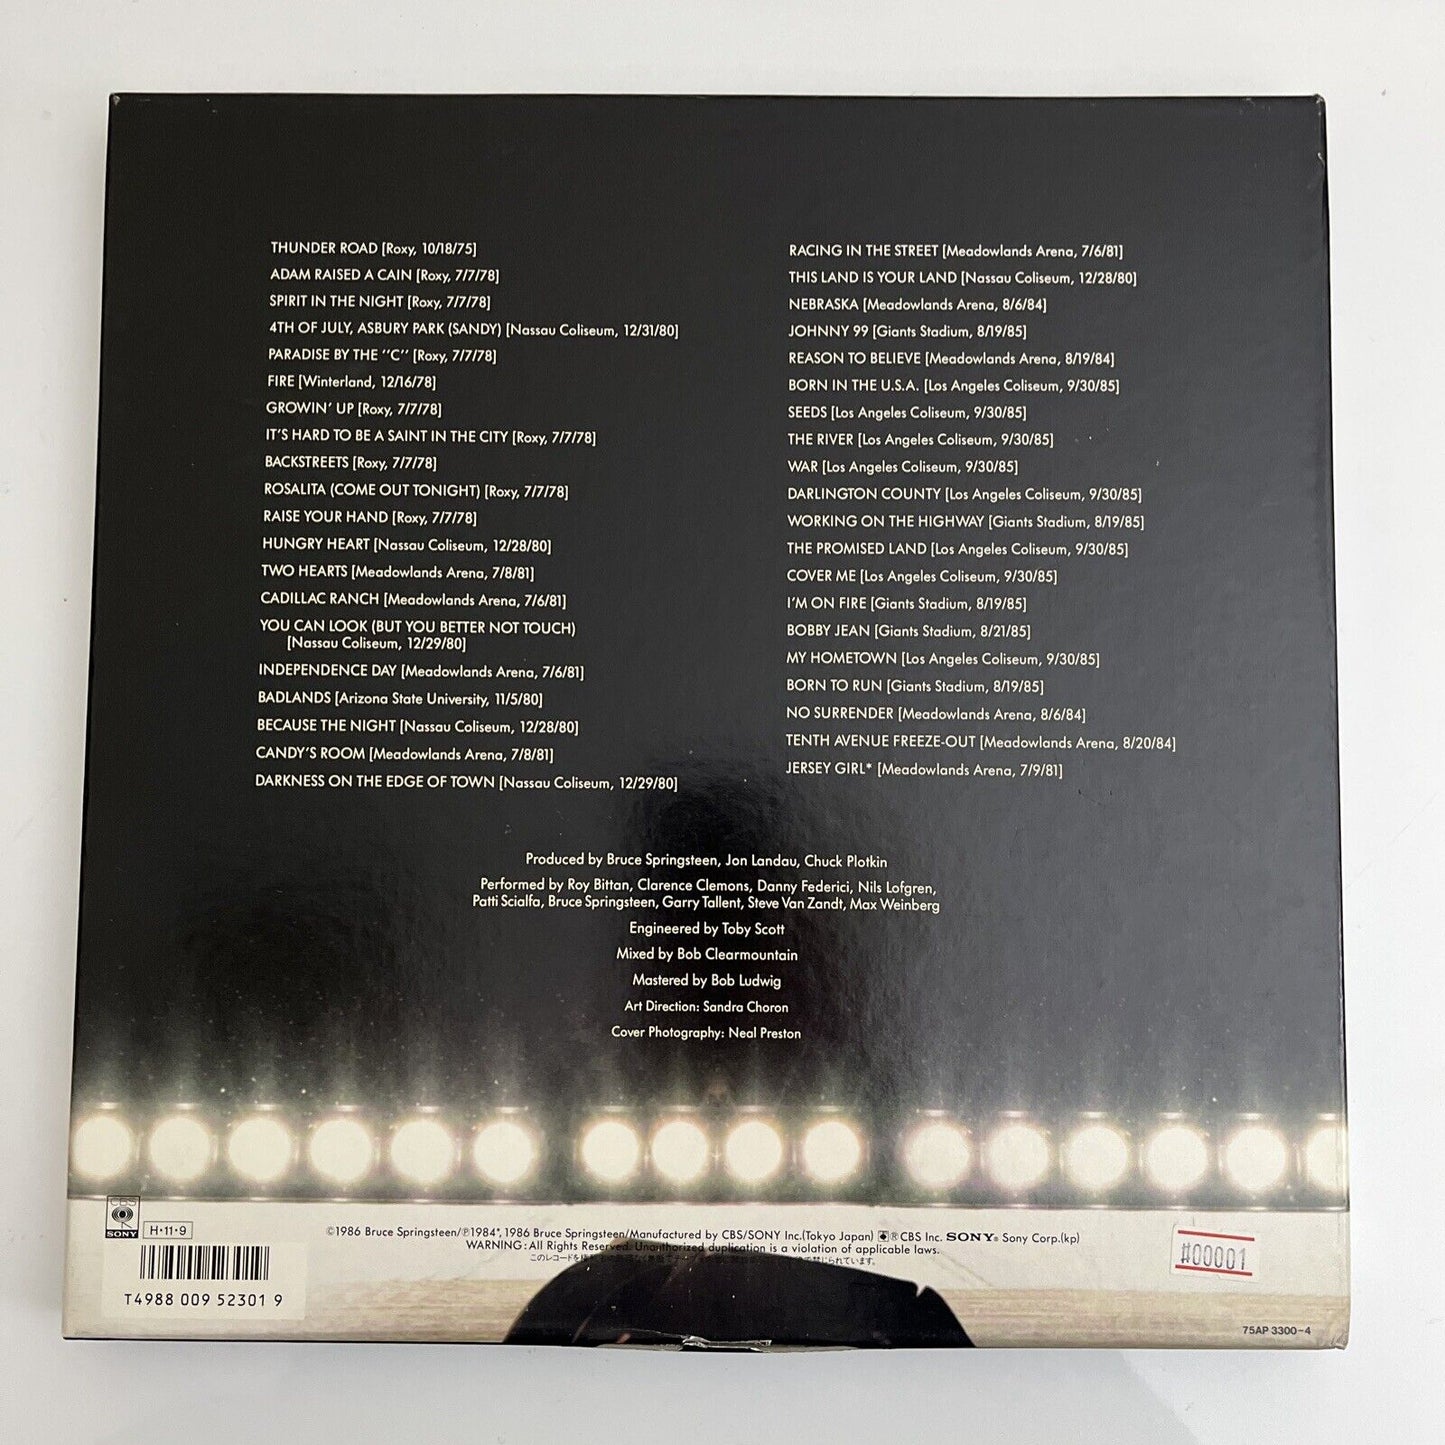 THUNDER ROAD [Roxy, 10/18/75]
ADAM RAISED A CAIN [Roxy, 7/7/78]
SPIRIT IN THE NIGHT [Roxy, 7/7/78]
4TH OF JULY, ASBURY PARK (SANDY) [Nassau Coliseum, 12/31/80]
PARADISE BY THE "C" [Roxy, 7/7/78]
FIRE [Winterland, 12/16/78]
GROWIN' UP [Roxy, 7/7/78]
IT'S HARD TO BE A SAINT IN THE CITY [Roxy, 7/7/78]
BACKSTREETS [Roxy, 7/7/78]
ROSALITA (COME OUT TONIGHT) [Roxy, 7/7/78]
RAISE YOUR HAND [Roxy, 7/7/78]
HUNGRY HEART [Nassau Coliseum, 12/28/80]
TWO HEARTS [Meadowlands Arena, 7/8/81]
CADILLAC RANCH [Meadowlands Arena, 7/6/81]
YOU CAN LOOK (BUT YOU BETTER NOT TOUCH)
[Nassau Coliseum, 12/29/80]
INDEPENDENCE DAY [Meadowlands Arena, 7/6/81]
BADLANDS [Arizona State University, 11/5/80]
BECAUSE THE NIGHT [Nassau Coliseum, 12/28/80]
CANDY'S ROOM [Meadowlands Arena, 7/8/81]
DARKNESS ON THE EDGE OF TOWN [Nassau Coliseum, 12/29/80]
RACING IN THE STREET [Meadowlands Arena, 7/6/81]
THIS LAND IS YOUR LAND [Nassau Coliseum, 12/28/80]
NEBRASKA [Meadowlands Arena, 8/6/84]
JOHNNY 99 [Giants Stadium, 8/19/85]
REASON TO BELIEVE [Meadowlands Arena, 8/19/84]
BORN IN THE U.S.A. [Los Angeles Coliseum, 9/30/85]
SEEDS [Los Angeles Coliseum, 9/30/85]
THE RIVER [Los Angeles Coliseum, 9/30/85]
WAR [Los Angeles Coliseum, 9/30/85]
DARLINGTON COUNTY [Los Angeles Coliseum, 9/30/85]
WORKING ON THE HIGHWAY [Giants Stadium, 8/19/85]
THE PROMISED LAND [Los Angeles Coliseum, 9/30/85]
COVER ME [Los Angeles Coliseum, 9/30/85]
I'M ON FIRE [Giants Stadium, 8/19/85]
BOBBY JEAN [Giants Stadium, 8/21/85]
MY HOMETOWN [Los Angeles Coliseum, 9/30/85]
BORN TO RUN [Giants Stadium, 8/19/85]
NO SURRENDER [Meadowlands Arena, 8/6/84]
TENTH AVENUE FREEZE-OUT [Meadowlands Arena, 8/20/84]
JERSEY GIRL* [Meadowlands Arena, 7/9/81]
Produced by Bruce Springsteen, Jon Landau, Chuck Plotkin
Performed by Roy Bittan, Clarence Clemons, Danny Federici, Nils Lofgren,
Patti Scialfa, Bruce Springsteen, Garry Tallent, Steve Van Zandt, Max Weinberg
Engineered by Toby Scott
Mixed by Bob Clearmountain
Mastered by Bob Ludwig
Art Direction: Sandra Choron
Cover Photography: Neal Preston
CBS
SONY
H·11·9
©1986 Bruce Springsteen/℗1984*, 1986 Bruce Springsteen/Manufactured by CBS/SONY Inc.(Tokyo Japan) ®CBS Inc. SONY® Sony Corp.(kp)
WARNING: All Rights Reserved. Unauthorized duplication is a violation of applicable laws.
このレコードを
じられています。
#00001
T4988 009 52301 9
75AP 3300-4